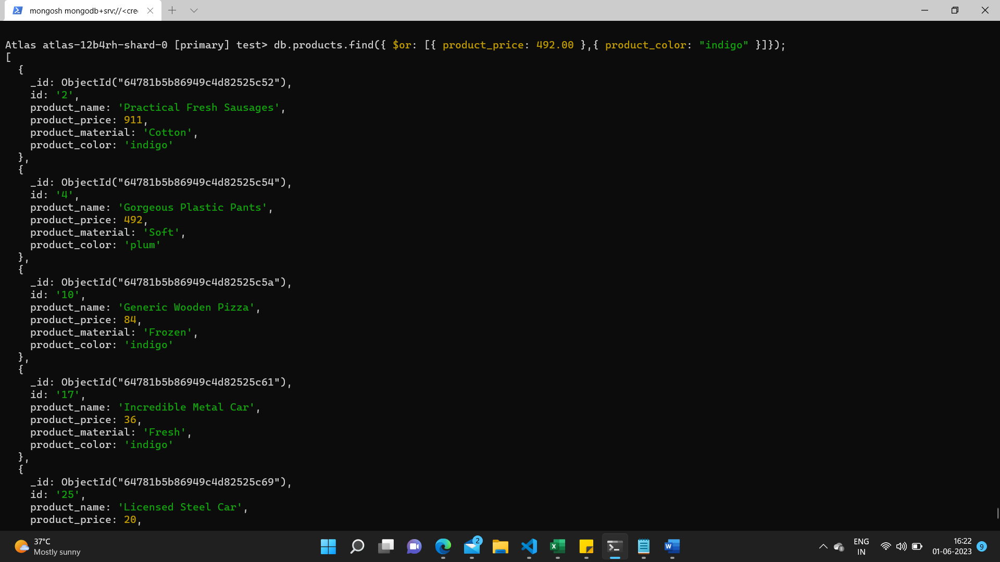 mongosh mongodb+srv://<cre
Atlas atlas-12b4rh-shard-0 [primary] test> db.products.find({ $or: [{ product_price: 492.00 },{ product_color: "indigo" }]});
[
  {
    _id: ObjectId("64781b5b86949c4d82525c52"),
    id: '2',
    product_name: 'Practical Fresh Sausages',
    product_price: 911,
    product_material: 'Cotton',
    product_color: 'indigo'
  },
  {
    _id: ObjectId("64781b5b86949c4d82525c54"),
    id: '4',
    product_name: 'Gorgeous Plastic Pants',
    product_price: 492,
    product_material: 'Soft',
    product_color: 'plum'
  },
  {
    _id: ObjectId("64781b5b86949c4d82525c5a"),
    id: '10',
    product_name: 'Generic Wooden Pizza',
    product_price: 84,
    product_material: 'Frozen',
    product_color: 'indigo'
  },
  {
    _id: ObjectId("64781b5b86949c4d82525c61"),
    id: '17',
    product_name: 'Incredible Metal Car',
    product_price: 36,
    product_material: 'Fresh',
    product_color: 'indigo'
  },
  {
    _id: ObjectId("64781b5b86949c4d82525c69"),
    id: '25',
    product_name: 'Licensed Steel Car',
    product_price: 20,
37°C
Mostly sunny
2
ENG
IN
16:22
01-06-2023
9